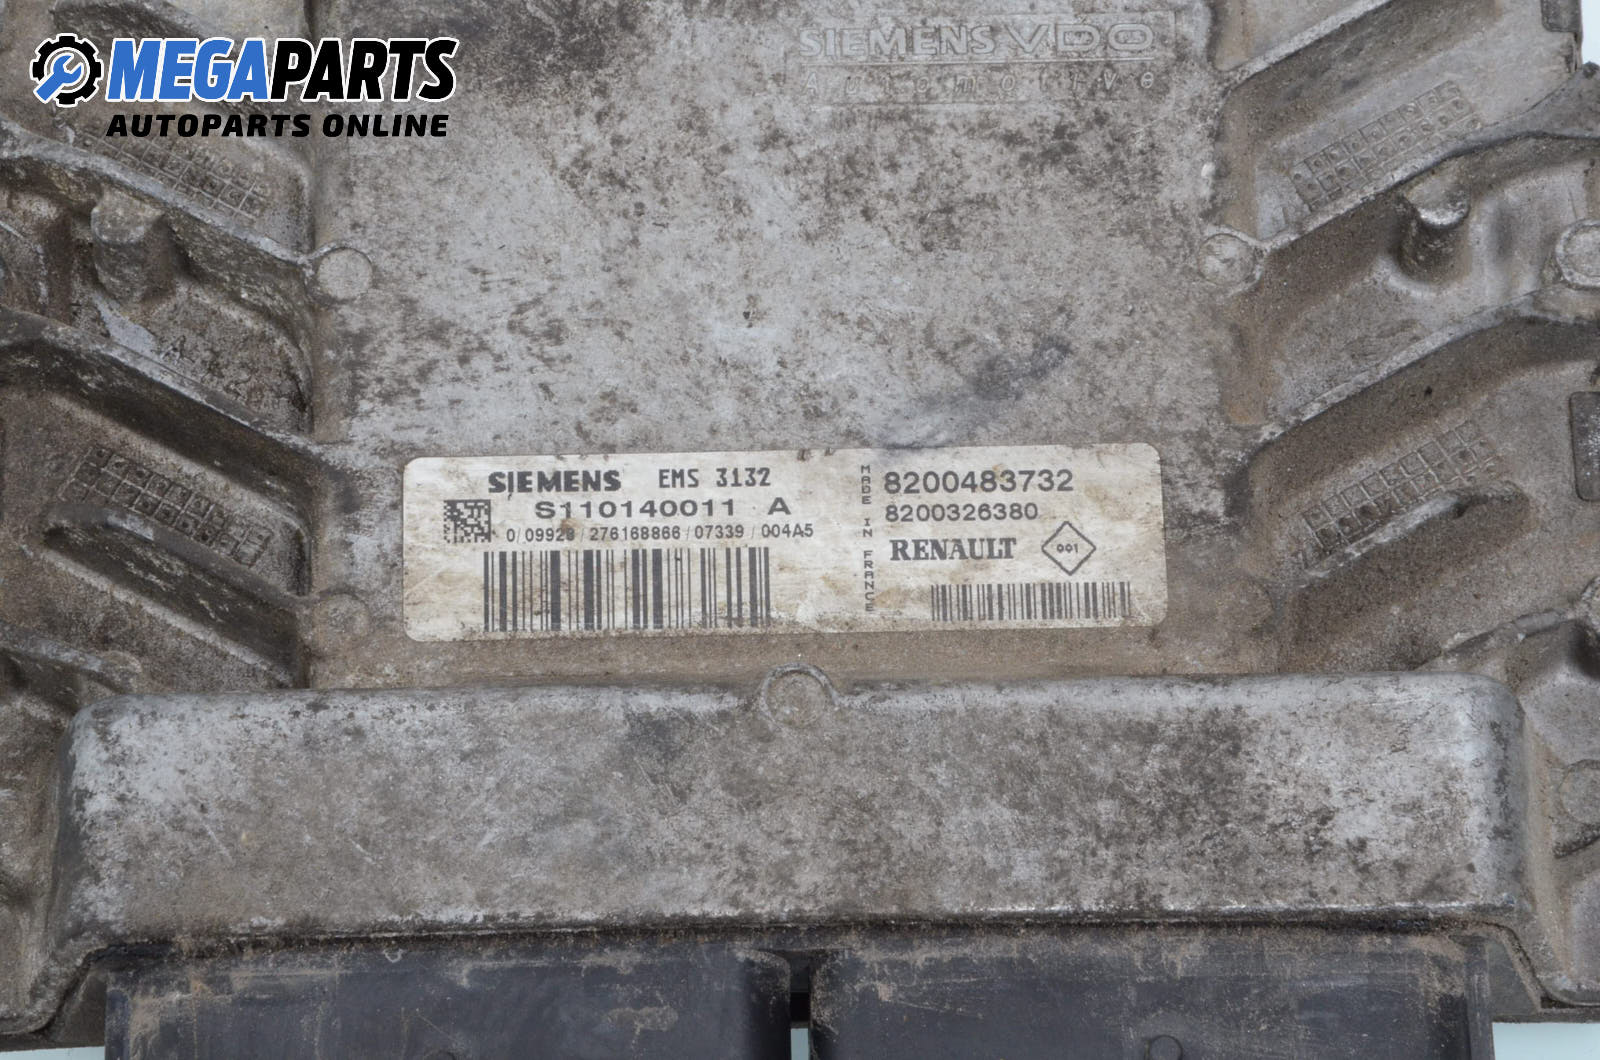 MEGAPARTS
AUTOPARTS ONLINE
SIEMENS VDO
Automotive
SIEMENS EMS 3132
S110140011 A
0/09928/276168866/07339/004A5
MADE IN FRANCE
8200483732
8200326380
RENAULT 001